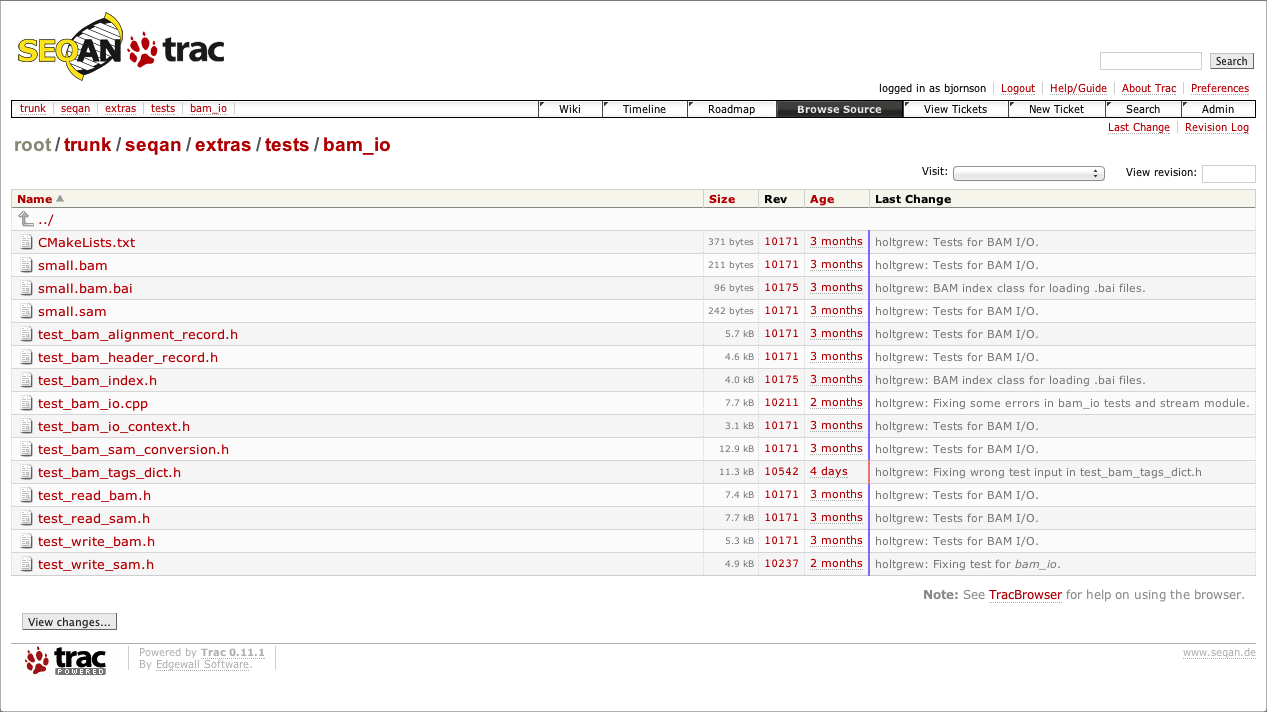 SEQAN trac
Search
logged in as bjornson Logout Help/Guide About Trac Preferences
trunk seqan extras tests bam_io Wiki Timeline Roadmap Browse Source View Tickets New Ticket Search Admin
Last Change Revision Log
root / trunk / seqan / extras / tests / bam_io
Visit: View revision:
Name Size Rev Age Last Change
../
CMakeLists.txt 371 bytes 10171 3 months holtgrew: Tests for BAM I/O.
small.bam 211 bytes 10171 3 months holtgrew: Tests for BAM I/O.
small.bam.bai 96 bytes 10175 3 months holtgrew: BAM index class for loading .bai files.
small.sam 242 bytes 10171 3 months holtgrew: Tests for BAM I/O.
test_bam_alignment_record.h 5.7 kB 10171 3 months holtgrew: Tests for BAM I/O.
test_bam_header_record.h 4.6 kB 10171 3 months holtgrew: Tests for BAM I/O.
test_bam_index.h 4.0 kB 10175 3 months holtgrew: BAM index class for loading .bai files.
test_bam_io.cpp 7.7 kB 10211 2 months holtgrew: Fixing some errors in bam_io tests and stream module.
test_bam_io_context.h 3.1 kB 10171 3 months holtgrew: Tests for BAM I/O.
test_bam_sam_conversion.h 12.9 kB 10171 3 months holtgrew: Tests for BAM I/O.
test_bam_tags_dict.h 11.3 kB 10542 4 days holtgrew: Fixing wrong test input in test_bam_tags_dict.h
test_read_bam.h 7.4 kB 10171 3 months holtgrew: Tests for BAM I/O.
test_read_sam.h 7.7 kB 10171 3 months holtgrew: Tests for BAM I/O.
test_write_bam.h 5.3 kB 10171 3 months holtgrew: Tests for BAM I/O.
test_write_sam.h 4.9 kB 10237 2 months holtgrew: Fixing test for bam_io.
Note: See TracBrowser for help on using the browser.
View changes...
trac POWERED
Powered by Trac 0.11.1
By Edgewall Software.
www.seqan.de